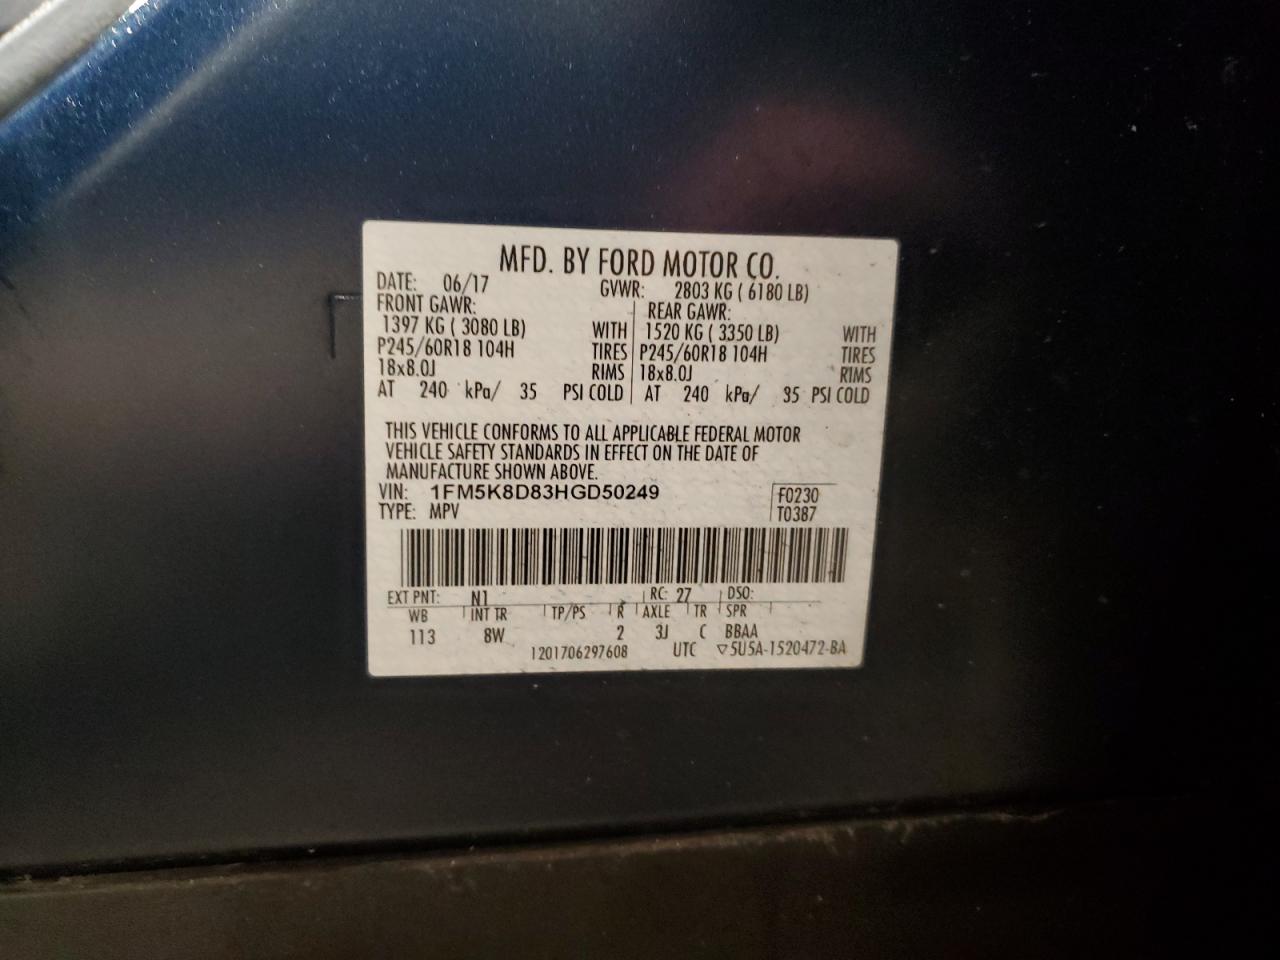 MFD. BY FORD MOTOR CO.
DATE: 06/17 GVWR: 2803 KG ( 6180 LB)
FRONT GAWR: REAR GAWR:
1397 KG ( 3080 LB) WITH 1520 KG ( 3350 LB) WITH
P245/60R18 104H TIRES P245/60R18 104H TIRES
18x8.0J RIMS 18x8.0J RIMS
AT 240 kPa/ 35 PSI COLD AT 240 kPa/ 35 PSI COLD
THIS VEHICLE CONFORMS TO ALL APPLICABLE FEDERAL MOTOR
VEHICLE SAFETY STANDARDS IN EFFECT ON THE DATE OF
MANUFACTURE SHOWN ABOVE.
VIN: 1FM5K8D83HGD50249 F0230
TYPE: MPV T0387
EXT PNT: N1 RC: 27 DSO:
WB INT TR TP/PS R AXLE TR SPR
113 8W 2 3J C BBAA
1201706297608 UTC ▽5U5A-1520472-BA